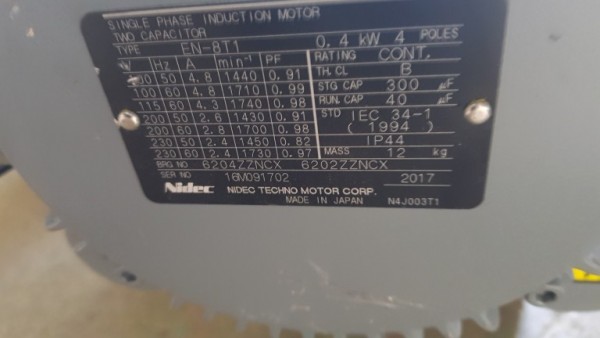 SINGLE PHASE INDUCTION MOTOR
TWO CAPACITOR
TYPE EN-8T1 0.4 kW 4 POLES
V Hz A min-1 PF RATING CONT.
100 50 4.8 1440 0.91 TH.CL B
100 60 4.8 1710 0.99 STG CAP 300 μF
115 60 4.3 1740 0.98 RUN.CAP 40 μF
200 50 2.6 1430 0.91 STD IEC 34-1
200 60 2.8 1700 0.98 (1994)
230 50 2.4 1450 0.82 IP44
230 60 2.4 1730 0.97 MASS 12 kg
BRG NO 6204ZZNCX 6202ZZNCX
SER NO 16M091702 2017
Nidec NIDEC TECHNO MOTOR CORP.
MADE IN JAPAN N4J003T1